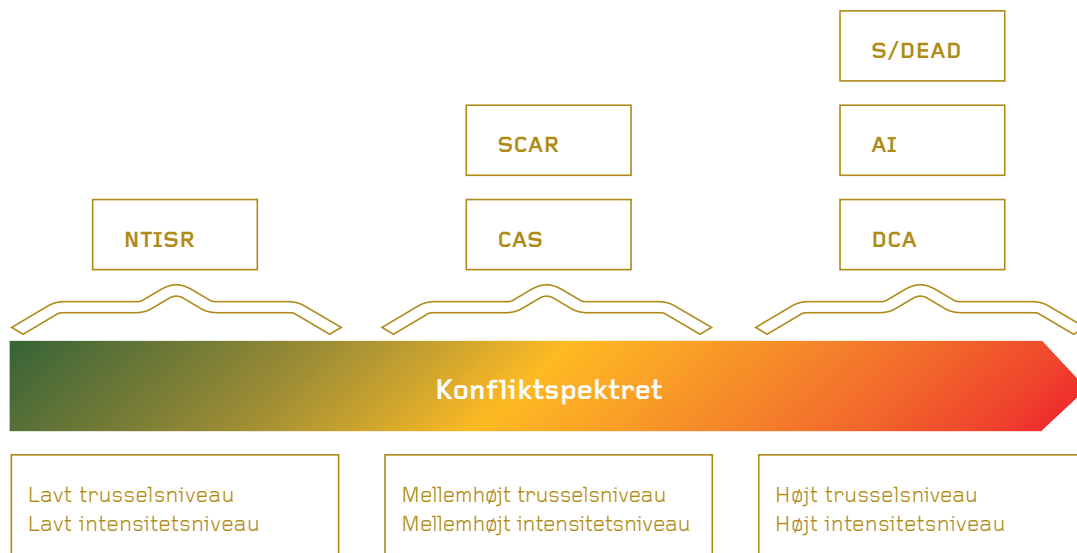 S/DEAD
SCAR
AI
NTISR
CAS
DCA
Konfliktspektret
Lavt trusselsniveau
Lavt intensitetsniveau
Mellemhøjt trusselsniveau
Mellemhøjt intensitetsniveau
Højt trusselsniveau
Højt intensitetsniveau